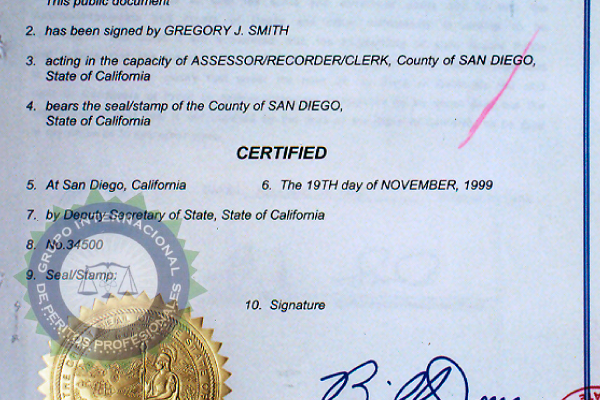 This public document
2. has been signed by GREGORY J. SMITH
3. acting in the capacity of ASSESSOR/RECORDER/CLERK, County of SAN DIEGO,
State of California
4. bears the seal/stamp of the County of SAN DIEGO,
State of California
CERTIFIED
5. At San Diego, California 6. The 19TH day of NOVEMBER, 1999
7. by Deputy Secretary of State, State of California
8. No.34500
9. Seal/Stamp:
10. Signature
GRUPO INTERNACIONAL
DE PERITOS PROFESIONALES